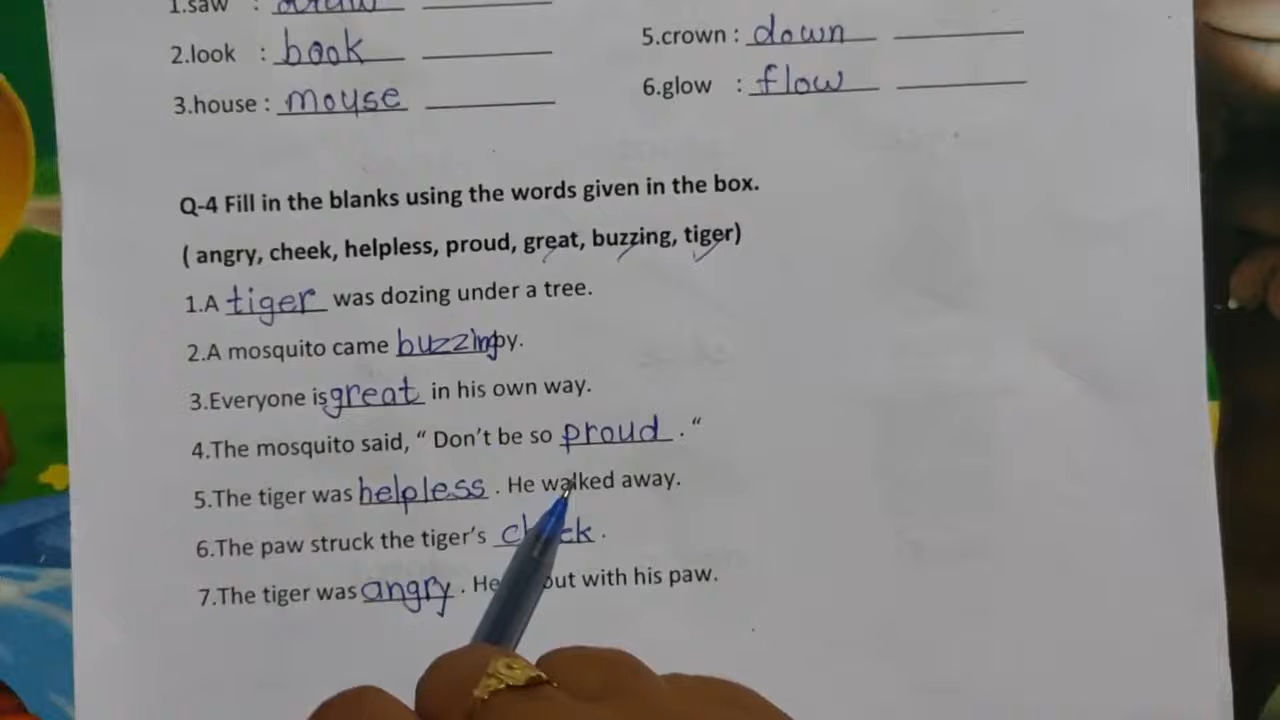 1.saw :
2.look : book
3.house : mouse
5.crown : down
6.glow : flow
Q-4 Fill in the blanks using the words given in the box.
( angry, cheek, helpless, proud, great, buzzing, tiger)
1.A tiger was dozing under a tree.
2.A mosquito came buzzing by.
3.Everyone is great in his own way.
4.The mosquito said, “ Don’t be so proud . “
5.The tiger was helpless . He walked away.
6.The paw struck the tiger’s cheek .
7.The tiger was angry . He out with his paw.